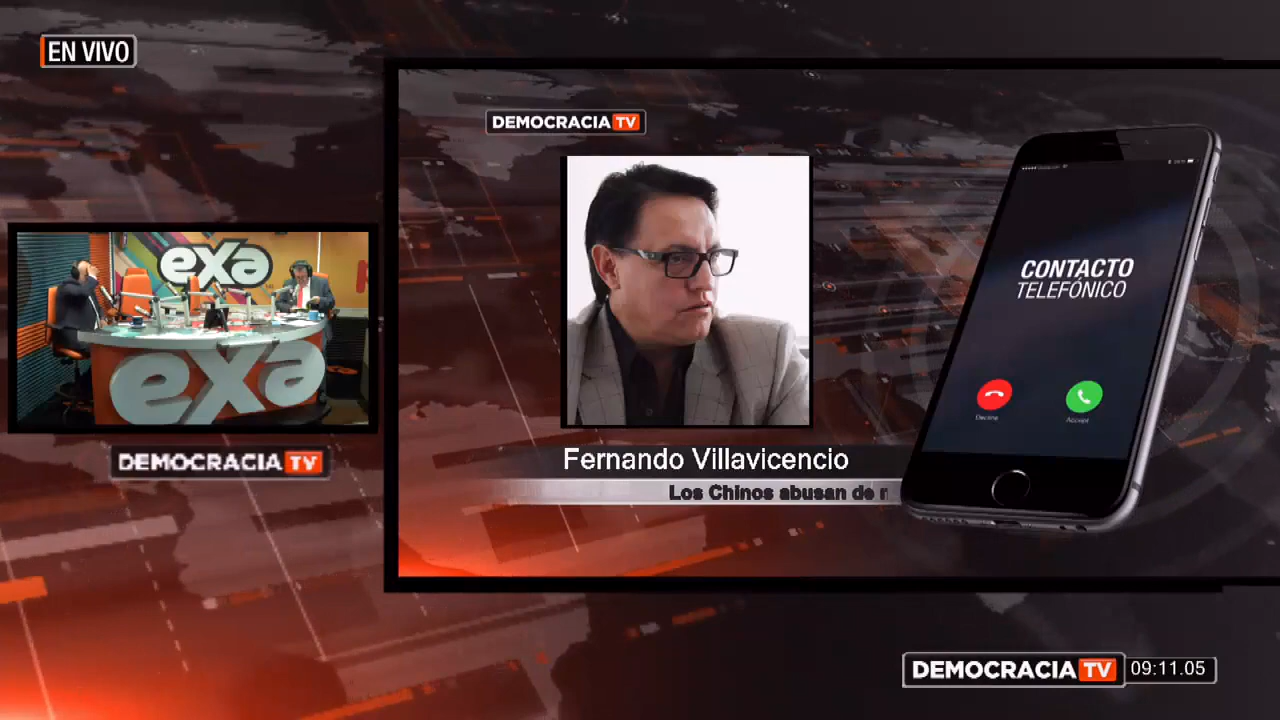 EN VIVO
DEMOCRACIA TV
exa
exa
DEMOCRACIA TV
CONTACTO
TELEFÓNICO
Decline
Accept
Fernando Villavicencio
Los Chinos abusan de
DEMOCRACIA TV 09:11.05